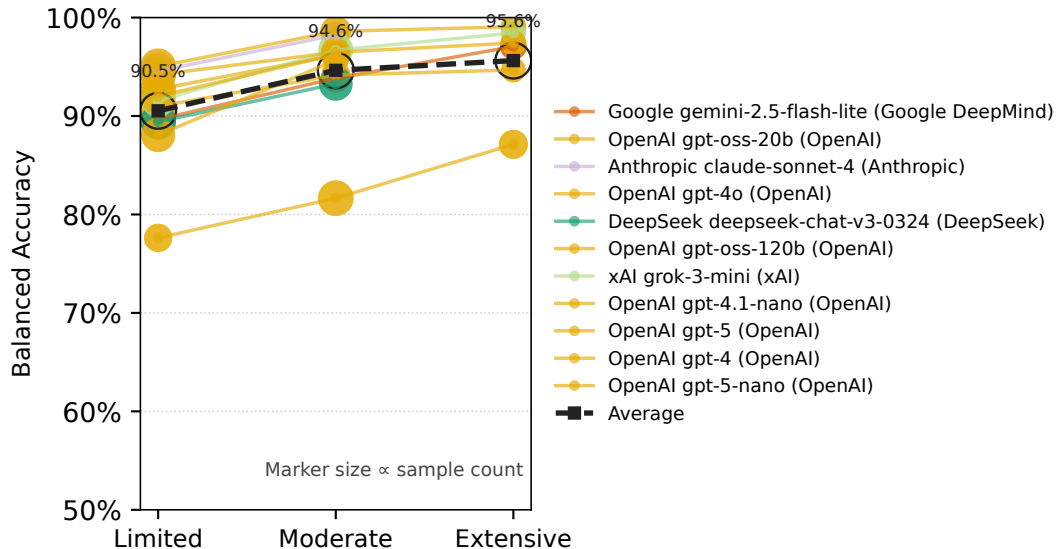 100%
90%
80%
70%
60%
50%
Balanced Accuracy
90.5%
94.6%
95.6%
Marker size ∝ sample count
Limited
Moderate
Extensive
Google gemini-2.5-flash-lite (Google DeepMind)
OpenAI gpt-oss-20b (OpenAI)
Anthropic claude-sonnet-4 (Anthropic)
OpenAI gpt-4o (OpenAI)
DeepSeek deepseek-chat-v3-0324 (DeepSeek)
OpenAI gpt-oss-120b (OpenAI)
xAI grok-3-mini (xAI)
OpenAI gpt-4.1-nano (OpenAI)
OpenAI gpt-5 (OpenAI)
OpenAI gpt-4 (OpenAI)
OpenAI gpt-5-nano (OpenAI)
Average